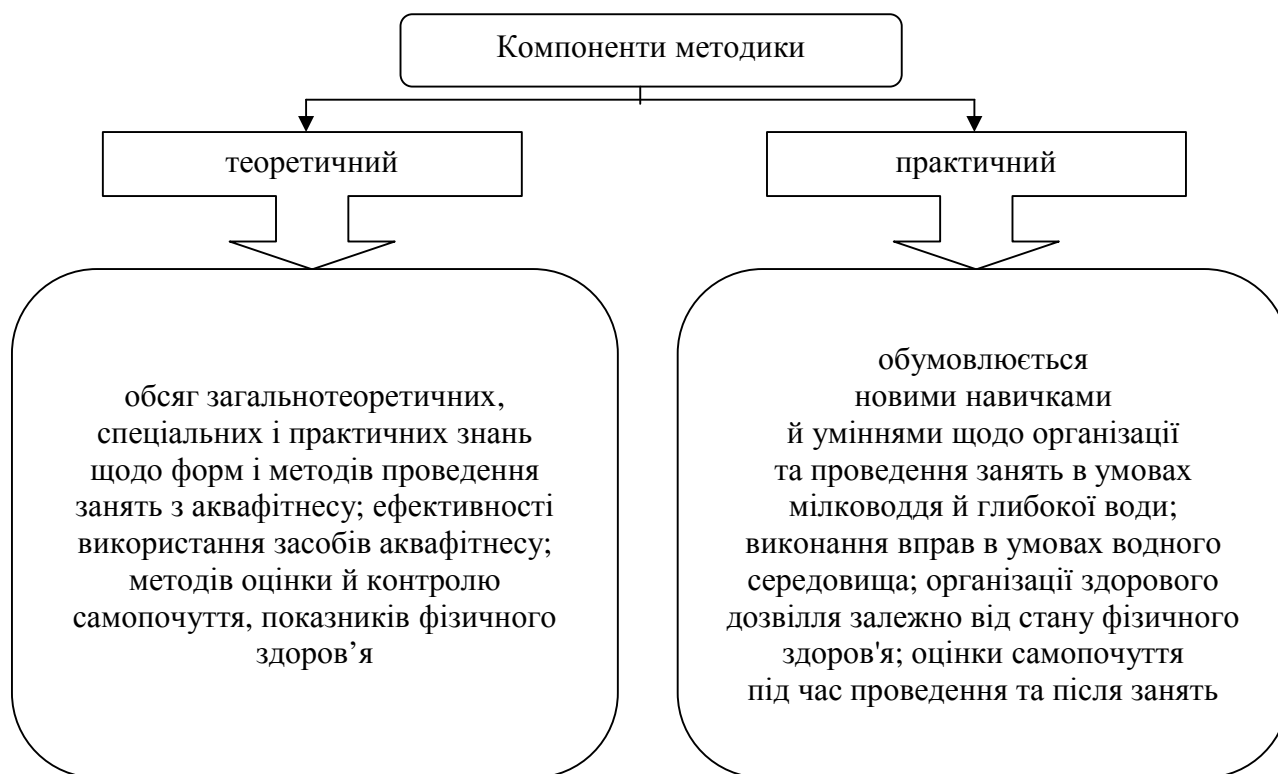 Компоненти методики
теоретичний
практичний
обсяг загальнотеоретичних,
спеціальних і практичних знань
щодо форм і методів проведення
занять з аквафітнесу; ефективності
використання засобів аквафітнесу;
методів оцінки й контролю
самопочуття, показників фізичного
здоров’я
обумовлюється
новими навичками
й уміннями щодо організації
та проведення занять в умовах
мілководдя й глибокої води;
виконання вправ в умовах водного
середовища; організації здорового
дозвілля залежно від стану фізичного
здоров'я; оцінки самопочуття
під час проведення та після занять